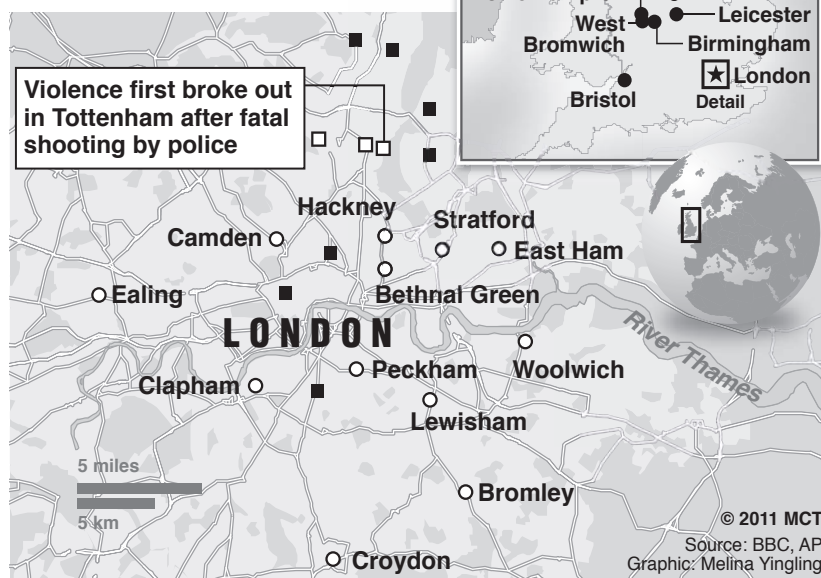 West
Bromwich
Leicester
Birmingham
London
Detail
Bristol
Violence first broke out
in Tottenham after fatal
shooting by police
Hackney
Stratford
Camden
East Ham
Ealing
Bethnal Green
LONDON
River Thames
Peckham
Woolwich
Clapham
Lewisham
5 miles
5 km
Bromley
Croydon
© 2011 MCT
Source: BBC, AP
Graphic: Melina Yingling